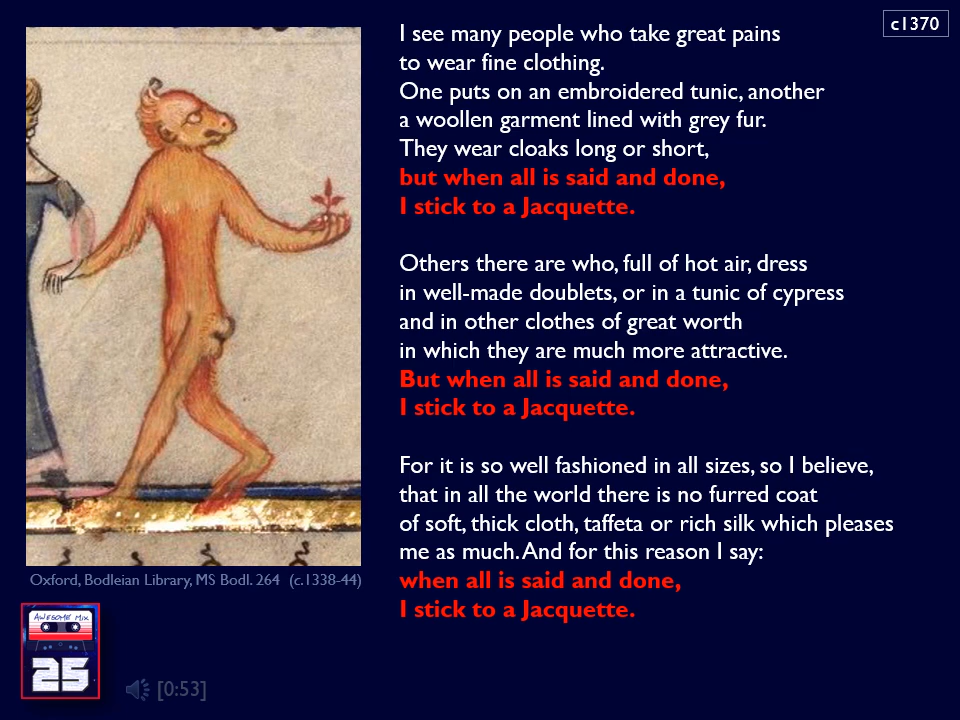 c1370
I see many people who take great pains
to wear fine clothing.
One puts on an embroidered tunic, another
a woollen garment lined with grey fur.
They wear cloaks long or short,
but when all is said and done,
I stick to a Jacquette.
Others there are who, full of hot air, dress
in well-made doublets, or in a tunic of cypress
and in other clothes of great worth
in which they are much more attractive.
But when all is said and done,
I stick to a Jacquette.
For it is so well fashioned in all sizes, so I believe,
that in all the world there is no furred coat
of soft, thick cloth, taffeta or rich silk which pleases
me as much. And for this reason I say:
when all is said and done,
I stick to a Jacquette.
Oxford, Bodleian Library, MS Bodl. 264 (c.1338-44)
AWESOME MIX
25
[0:53]